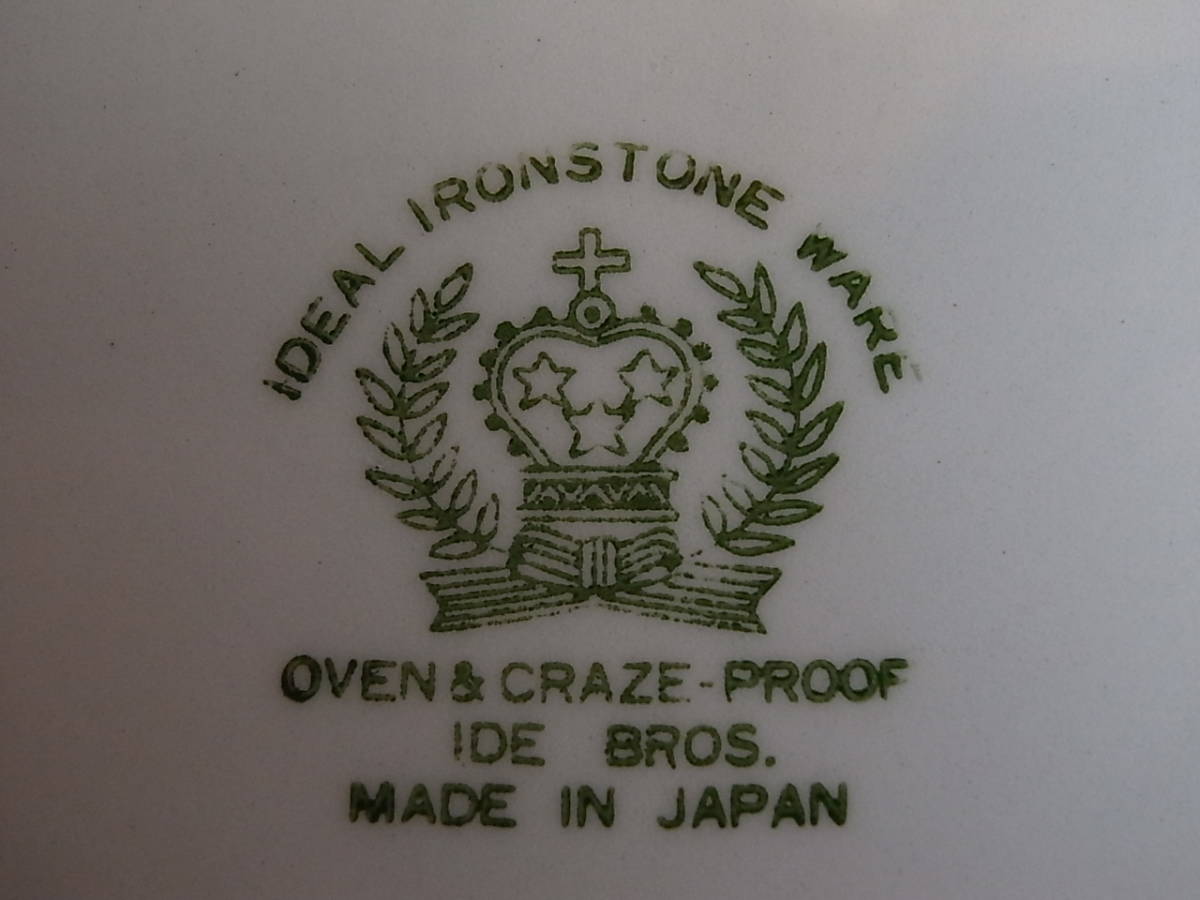 IDEAL IRONSTONE WARE
OVEN & CRAZE-PROOF
IDE BROS.
MADE IN JAPAN